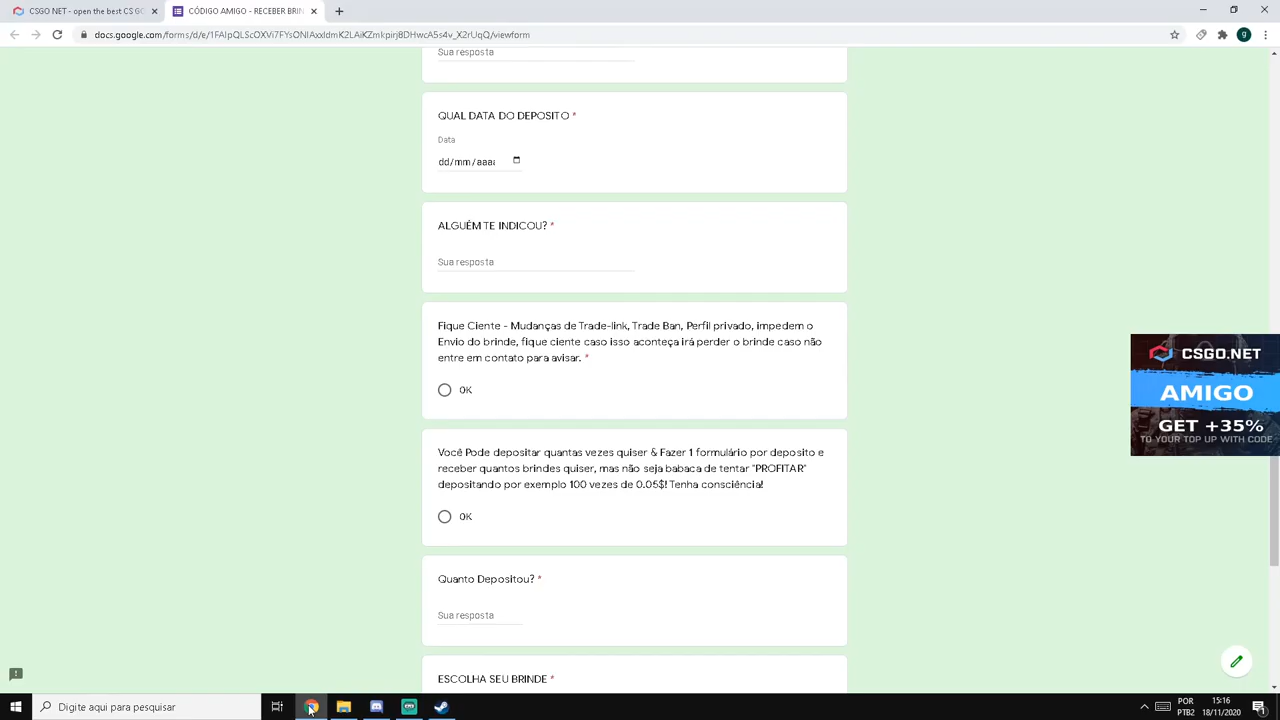 CSGO.NET - open the best CS GO
CÓDIGO AMIGO - RECEBER BRIN
docs.google.com/forms/d/e/1FAIpQLScOXVi7FYsONIAxxIdmK2LAiKZmkpirj8DHwcA5s4v_X2rUqQ/viewform
g
Sua resposta
QUAL DATA DO DEPOSITO *
Data
dd/mm/aaaa
ALGUÉM TE INDICOU? *
Sua resposta
Fique Ciente - Mudanças de Trade-link, Trade Ban, Perfil privado, impedem o
Envio do brinde, fique ciente caso isso aconteça irá perder o brinde caso não
entre em contato para avisar. *
OK
Você Pode depositar quantas vezes quiser & Fazer 1 formulário por deposito e
receber quantos brindes quiser, mas não seja babaca de tentar "PROFITAR"
depositando por exemplo 100 vezes de 0.05$! Tenha consciência!
OK
Quanto Depositou? *
Sua resposta
ESCOLHA SEU BRINDE *
CSGO.NET
AMIGO
GET +35%
TO YOUR TOP UP WITH CODE
Digite aqui para pesquisar
POR
PTB2
15:16
18/11/2020
1